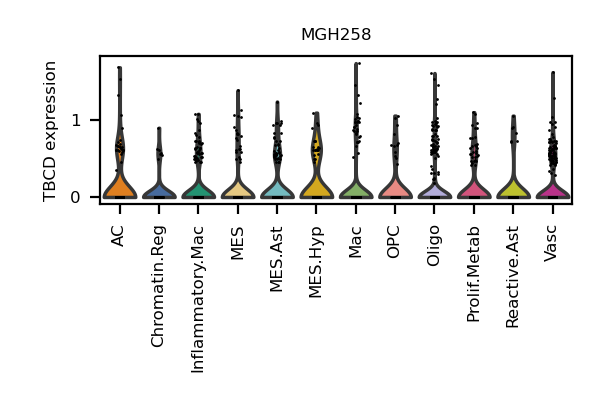 MGH258
TBCD expression
1
0
AC
Chromatin.Reg
Inflammatory.Mac
MES
MES.Ast
MES.Hyp
Mac
OPC
Oligo
Prolif.Metab
Reactive.Ast
Vasc